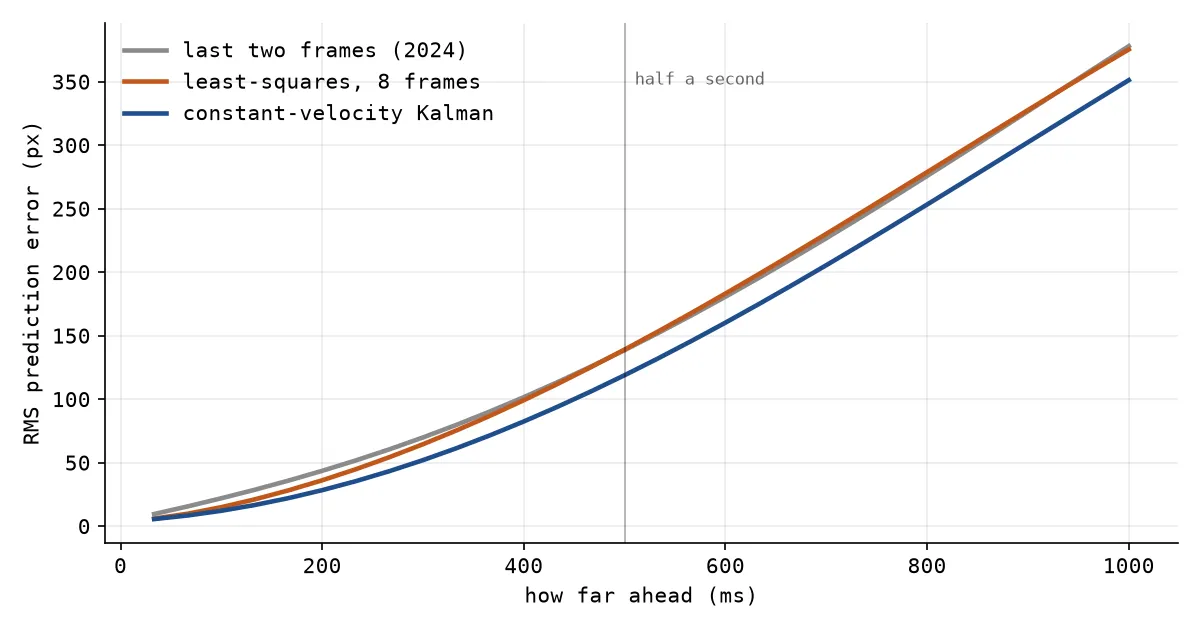 last two frames (2024)
least-squares, 8 frames
constant-velocity Kalman
half a second
RMS prediction error (px)
350
300
250
200
150
100
50
0
0 200 400 600 800 1000
how far ahead (ms)